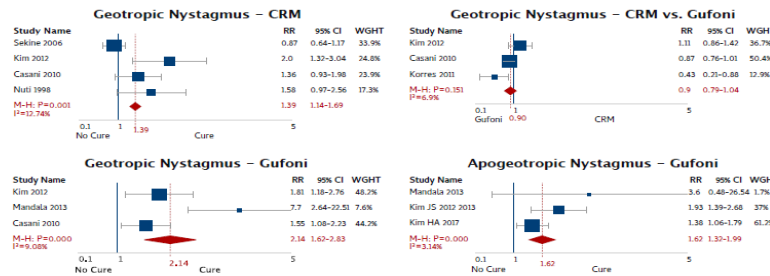 Geotropic Nystagmus – CRM
Study Name RR 95% CI WGHT
Sekine 2006 0.87 0.64-1.17 33.9%
Kim 2012 2.0 1.32-3.04 24.8%
Casani 2010 1.36 0.93-1.98 23.9%
Nuti 1998 1.58 0.97-2.56 17.3%
M-H: P=0.001 1.39 1.14-1.69
I²=12.74%
0.1 1 1.39 5
No Cure Cure
Geotropic Nystagmus – CRM vs. Gufoni
Study Name RR 95% CI WGHT
Kim 2012 1.11 0.86-1.42 36.7%
Casani 2010 0.87 0.76-1.01 50.4%
Korres 2011 0.43 0.21-0.88 12.9%
M-H: P=0.151 0.9 0.79-1.04
I²=6.9%
0.1 1 5
Gufoni 0.90 CRM
Geotropic Nystagmus – Gufoni
Study Name RR 95% CI WGHT
Kim 2012 1.81 1.18-2.76 48.2%
Mandala 2013 7.7 2.64-22.51 7.6%
Casani 2010 1.55 1.08-2.23 44.2%
M-H: P=0.000 2.14 1.62-2.83
I²=9.08%
0.1 1 5
2.14
No Cure Cure
Apogeotropic Nystagmus – Gufoni
Study Name RR 95% CI WGHT
Mandala 2013 3.6 0.48-26.54 1.7%
Kim JS 2012 2013 1.93 1.39-2.68 37%
Kim HA 2017 1.38 1.06-1.79 61.2%
M-H: P=0.000 1.62 1.32-1.99
I²=3.14%
0.1 1 1.62 5
No Cure Cure